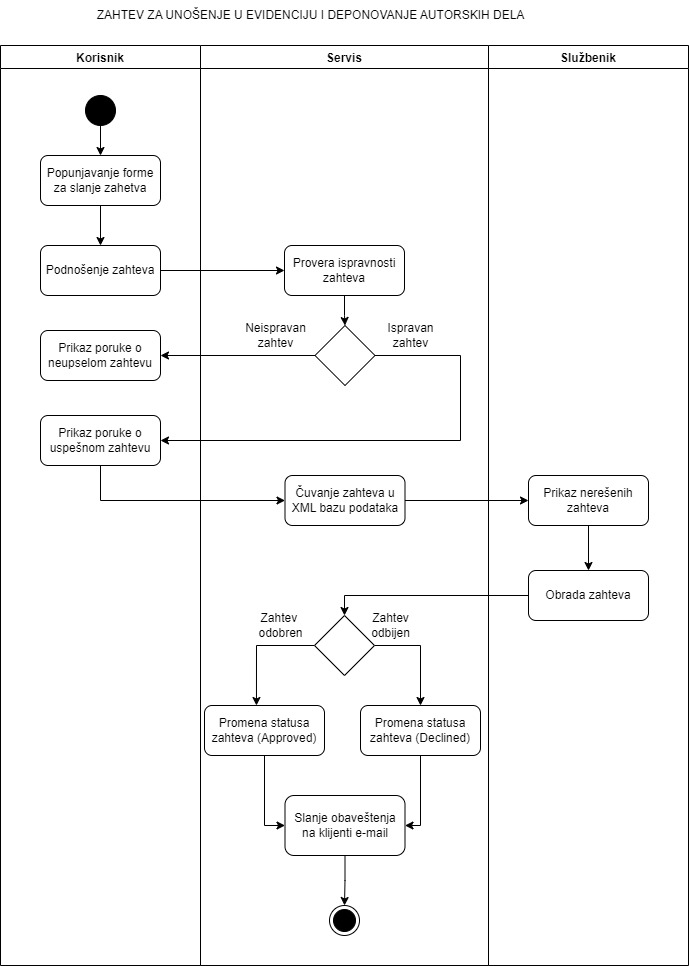 ZAHTEV ZA UNOŠENJE U EVIDENCIJU I DEPONOVANJE AUTORSKIH DELA
Korisnik
Servis
Službenik
Popunjavanje forme
za slanje zahetva
Podnošenje zahteva
Provera ispravnosti
zahteva
Neispravan
zahtev
Ispravan
zahtev
Prikaz poruke o
neupselom zahtevu
Prikaz poruke o
uspešnom zahtevu
Čuvanje zahteva u
XML bazu podataka
Prikaz nerešenih
zahteva
Obrada zahteva
Zahtev
odobren
Zahtev
odbijen
Promena statusa
zahteva (Approved)
Promena statusa
zahteva (Declined)
Slanje obaveštenja
na klijenti e-mail